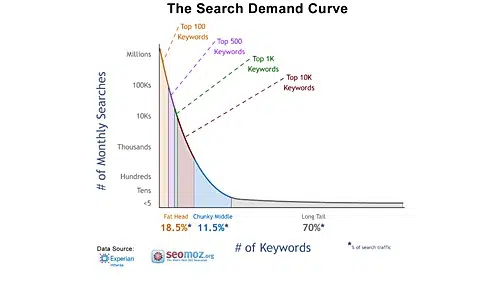 The Search Demand Curve
Top 100
Keywords
Top 500
Keywords
Top 1K
Keywords
Top 10K
Keywords
# of Monthly Searches
Millions
100Ks
10Ks
Thousands
Hundreds
Tens
<5
Fat Head
18.5%*
Chunky Middle
11.5%*
Long Tail
70%*
# of Keywords
*% of search traffic
Data Source:
Experian
Hitwise
seomoz.org